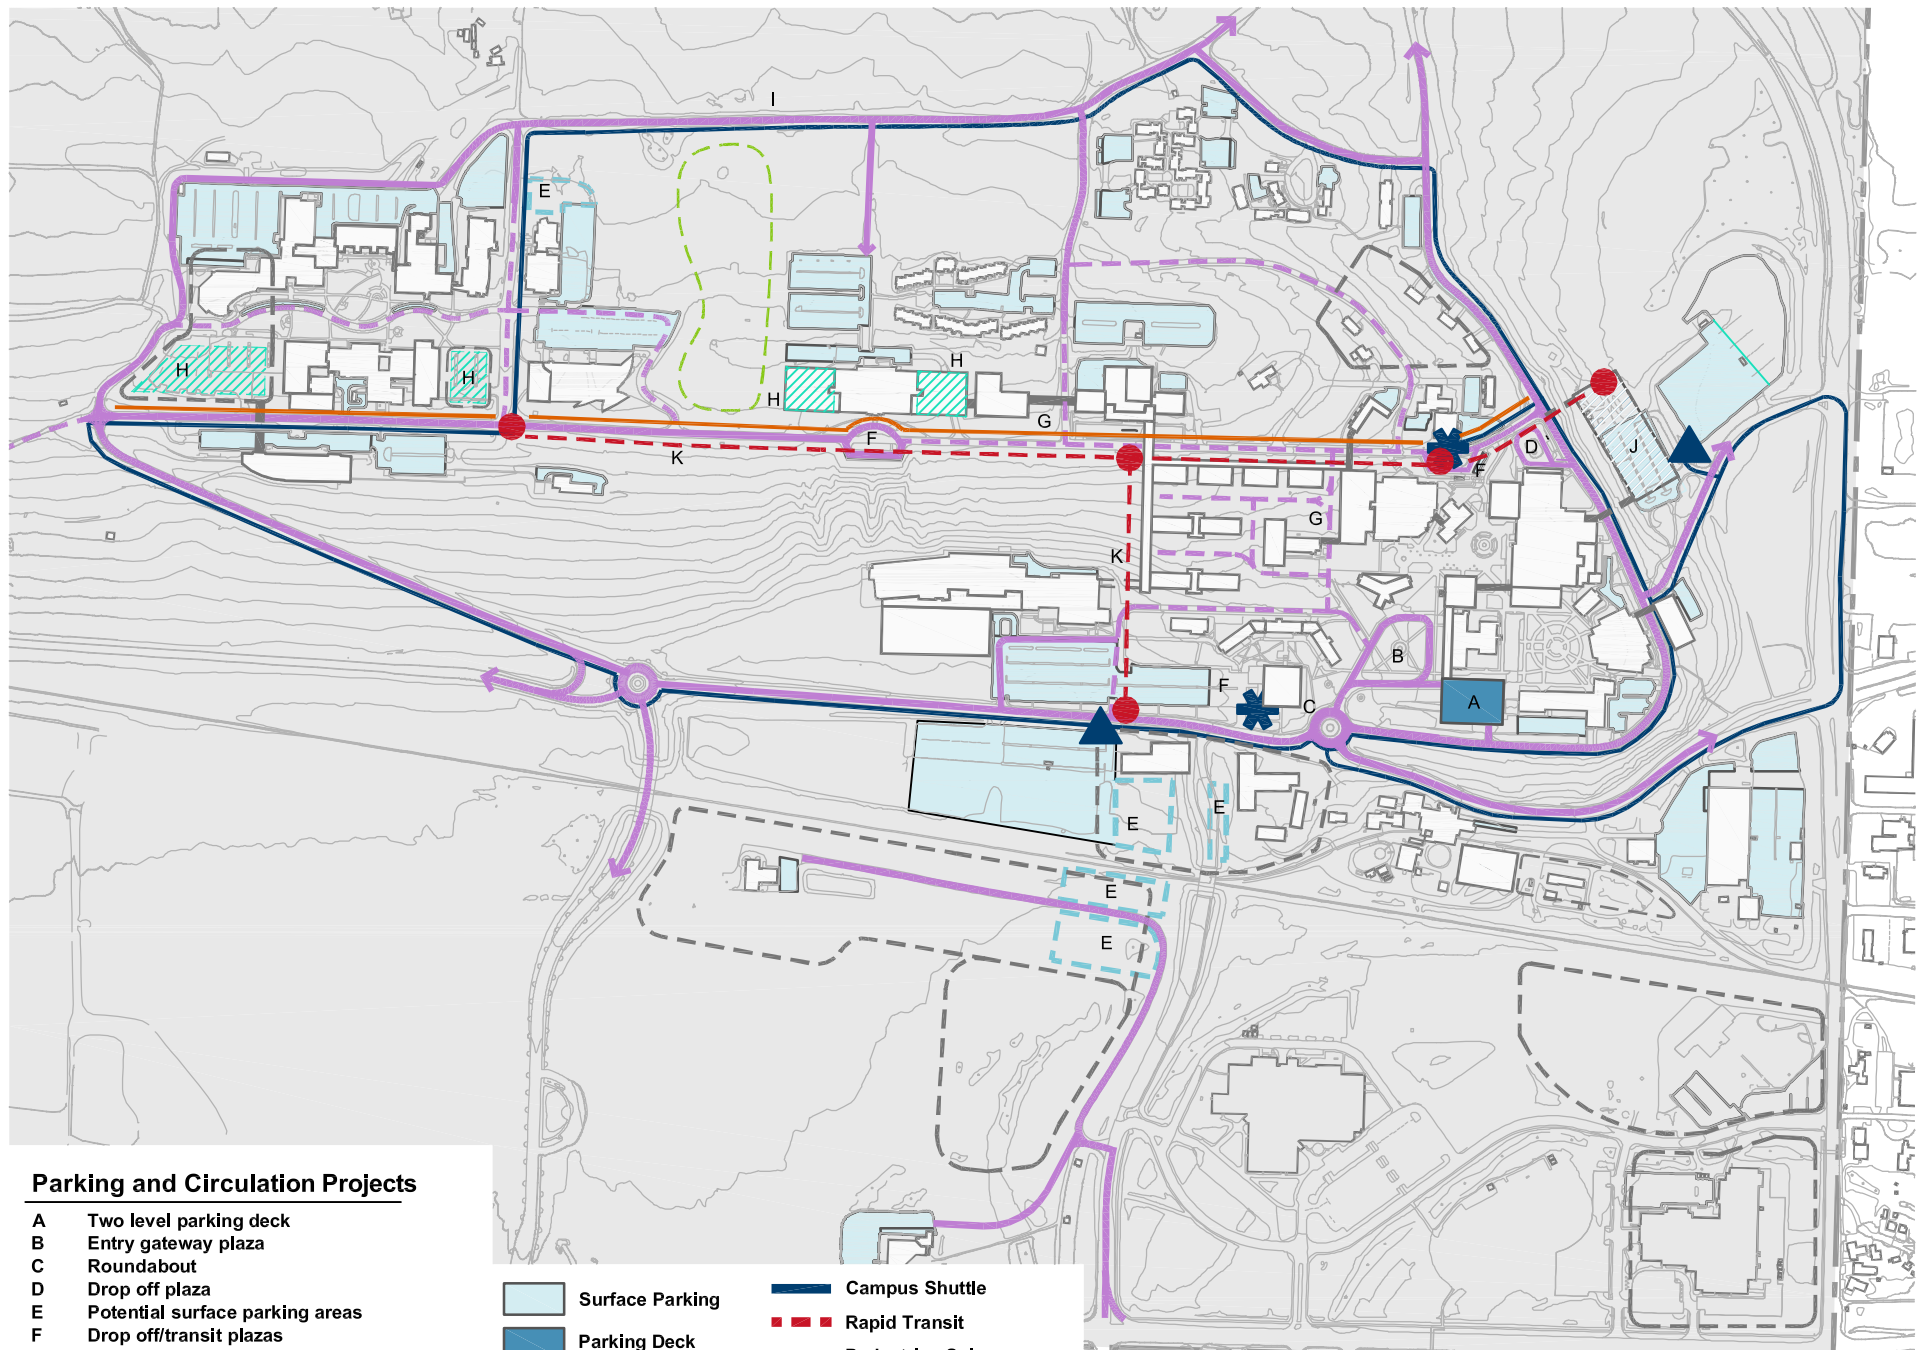 I
E
H
H
H
H
G
F
K
F
D
J
G
K
B
F
C
A
E
E
E
E
Parking and Circulation Projects
A Two level parking deck
B Entry gateway plaza
C Roundabout
D Drop off plaza
E Potential surface parking areas
F Drop off/transit plazas
Surface Parking
Parking Deck
Campus Shuttle
Rapid Transit